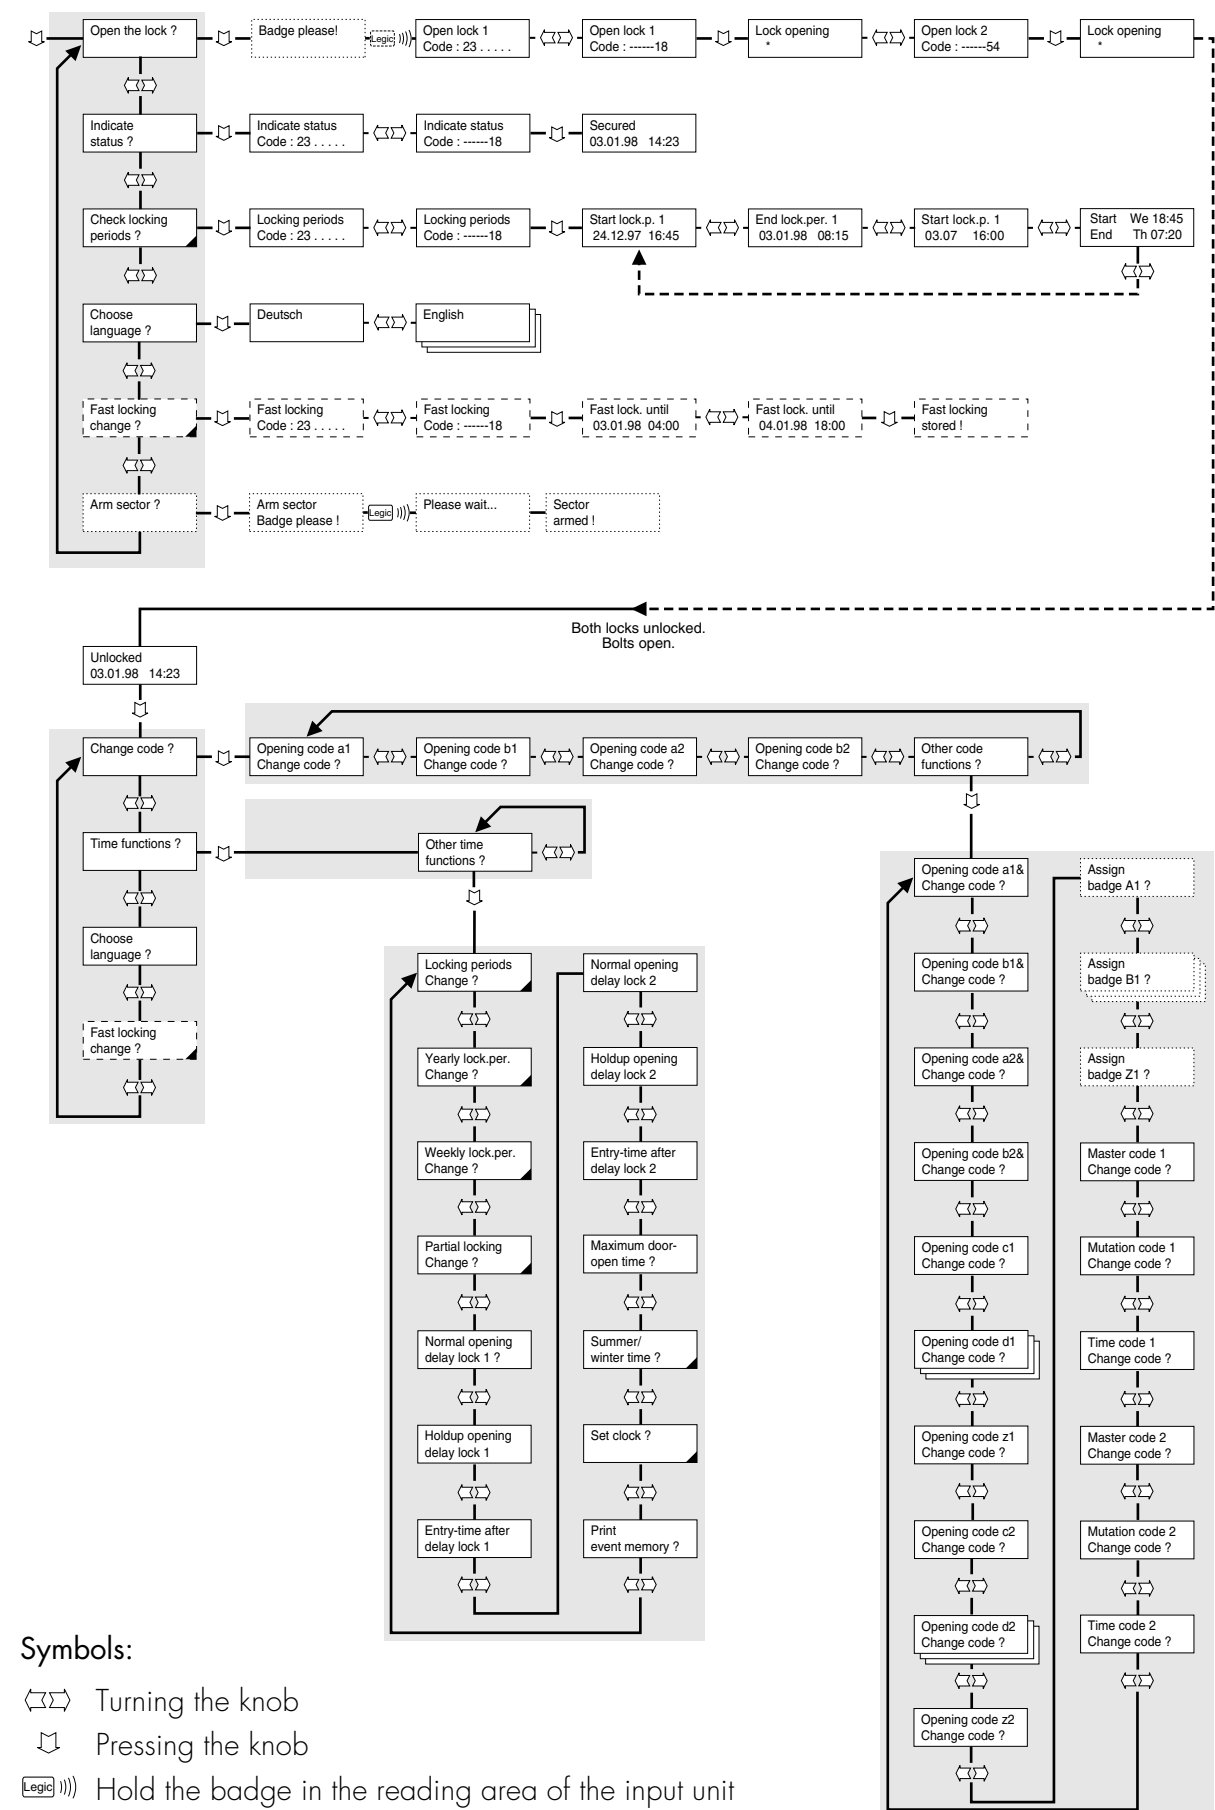 Open the lock ?
Badge please!
Legic
Open lock 1
Code : 23 . . . . .
Open lock 1
Code : ------18
Lock opening
*
Open lock 2
Code : ------54
Lock opening
*
Indicate
status ?
Indicate status
Code : 23 . . . . .
Indicate status
Code : ------18
Secured
03.01.98 14:23
Check locking
periods ?
Locking periods
Code : 23 . . . . .
Locking periods
Code : ------18
Start lock.p. 1
24.12.97 16:45
End lock.per. 1
03.01.98 08:15
Start lock.p. 1
03.07 16:00
Start We 18:45
End Th 07:20
Choose
language ?
Deutsch
English
Fast locking
change ?
Fast locking
Code : 23 . . . . .
Fast locking
Code : ------18
Fast lock. until
03.01.98 04:00
Fast lock. until
04.01.98 18:00
Fast locking
stored !
Arm sector ?
Arm sector
Badge please !
Legic
Please wait...
Sector
armed !
Both locks unlocked.
Bolts open.
Unlocked
03.01.98 14:23
Change code ?
Opening code a1
Change code ?
Opening code b1
Change code ?
Opening code a2
Change code ?
Opening code b2
Change code ?
Other code
functions ?
Time functions ?
Other time
functions ?
Choose
language ?
Fast locking
change ?
Locking periods
Change ?
Yearly lock.per.
Change ?
Weekly lock.per.
Change ?
Partial locking
Change ?
Normal opening
delay lock 1 ?
Holdup opening
delay lock 1
Entry-time after
delay lock 1
Normal opening
delay lock 2
Holdup opening
delay lock 2
Entry-time after
delay lock 2
Maximum door-
open time ?
Summer/
winter time ?
Set clock ?
Print
event memory ?
Opening code a1&
Change code ?
Opening code b1&
Change code ?
Opening code a2&
Change code ?
Opening code b2&
Change code ?
Opening code c1
Change code ?
Opening code d1
Change code ?
Opening code z1
Change code ?
Opening code c2
Change code ?
Opening code d2
Change code ?
Opening code z2
Change code ?
Assign
badge A1 ?
Assign
badge B1 ?
Assign
badge Z1 ?
Master code 1
Change code ?
Mutation code 1
Change code ?
Time code 1
Change code ?
Master code 2
Change code ?
Mutation code 2
Change code ?
Time code 2
Change code ?
Symbols:
Turning the knob
Pressing the knob
Legic Hold the badge in the reading area of the input unit